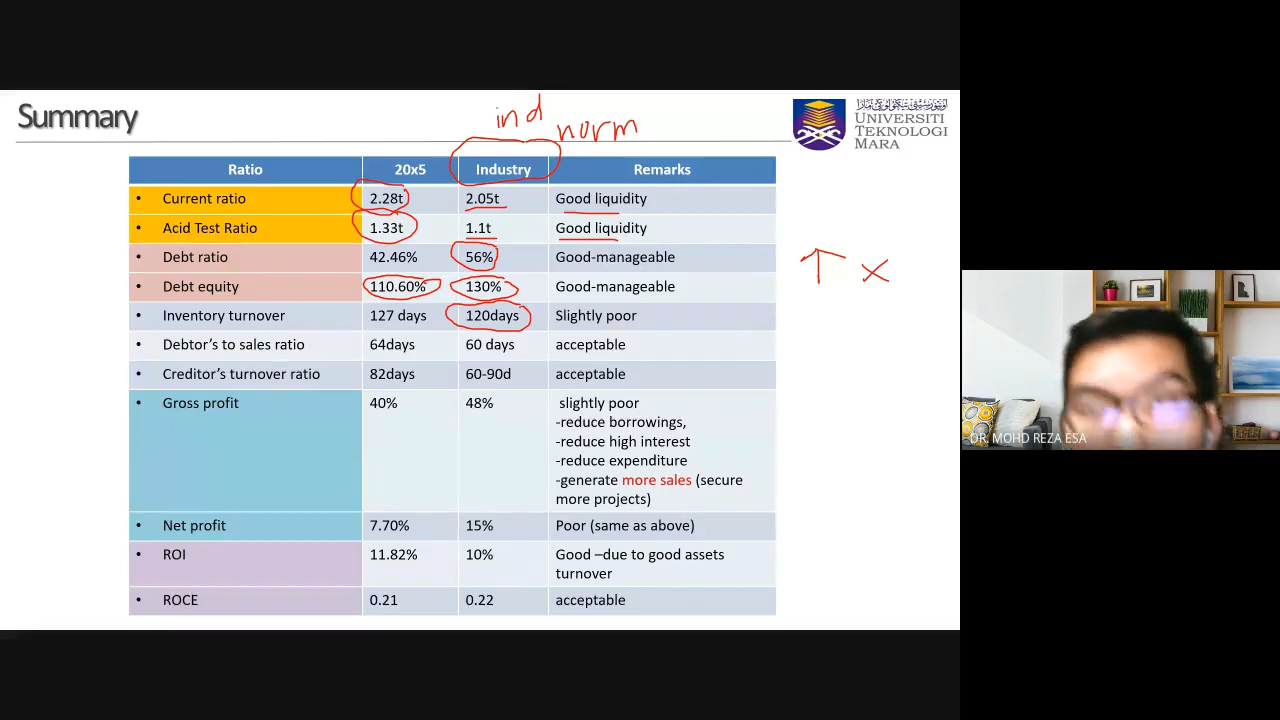 ind
norm
Summary
UNIVERSITI
TEKNOLOGI
MARA
Ratio 20x5 Industry Remarks
• Current ratio 2.28t 2.05t Good liquidity
• Acid Test Ratio 1.33t 1.1t Good liquidity
• Debt ratio 42.46% 56% Good-manageable
• Debt equity 110.60% 130% Good-manageable
• Inventory turnover 127 days 120days Slightly poor
• Debtor's to sales ratio 64days 60 days acceptable
• Creditor's turnover ratio 82days 60-90d acceptable
• Gross profit 40% 48% slightly poor
-reduce borrowings,
-reduce high interest
-reduce expenditure
-generate more sales (secure
more projects)
• Net profit 7.70% 15% Poor (same as above)
• ROI 11.82% 10% Good –due to good assets
turnover
• ROCE 0.21 0.22 acceptable
↑ x
DR. MOHD REZA ESA